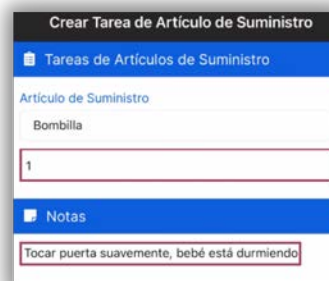 Crear Tarea de Artículo de Suministro
Tareas de Artículos de Suministro
Artículo de Suministro
Bombilla
1
Notas
Tocar puerta suavemente, bebé está durmiendo